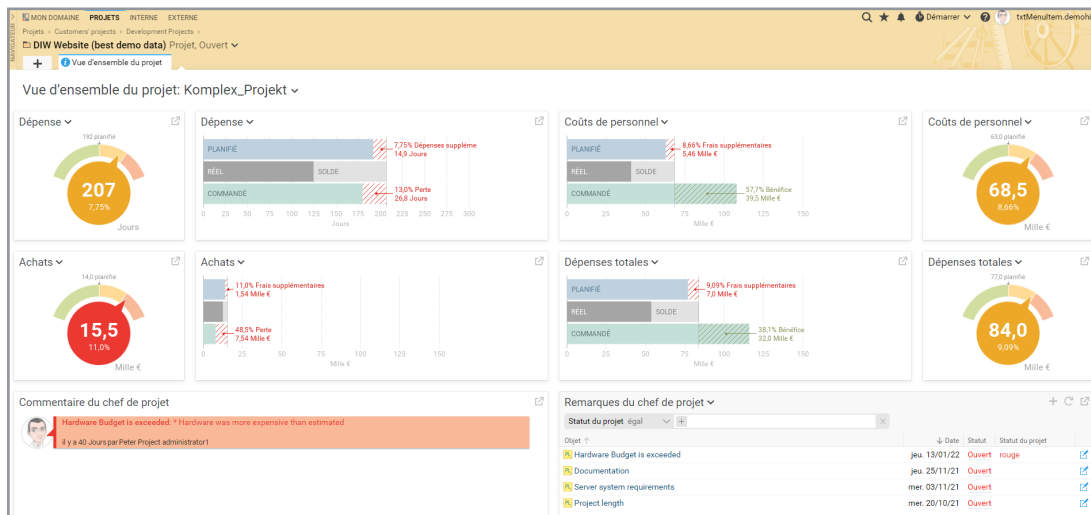 MON DOMAINE PROJETS INTERNE EXTERNE
Démarrer txtMenuItem.demohi
NAVIGATEUR
Projets › Customers' projects › Development Projects ›
DIW Website (best demo data) Projet, Ouvert
+ Vue d'ensemble du projet
Vue d'ensemble du projet: Komplex_Projekt
Dépense
192 planifié
207
7,75%
Jours
Dépense
PLANIFIÉ
7,75% Dépenses suppléme
14,9 Jours
RÉEL SOLDE
COMMANDÉ
13,0% Perte
26,8 Jours
0 25 50 75 100 125 150 175 200 225 250 275 300
Jours
Coûts de personnel
PLANIFIÉ
8,66% Frais supplémentaires
5,46 Mille €
RÉEL SOLDE
COMMANDÉ
57,7% Bénéfice
39,5 Mille €
0 25 50 75 100 125 150
Mille €
Coûts de personnel
63,0 planifié
68,5
8,66%
Mille €
Achats
14,0 planifié
15,5
11,0%
Mille €
Achats
11,0% Frais supplémentaires
1,54 Mille €
48,5% Perte
7,54 Mille €
0 25 50 75 100 125 150
Mille €
Dépenses totales
PLANIFIÉ
9,09% Frais supplémentaires
7,0 Mille €
RÉEL SOLDE
COMMANDÉ
38,1% Bénéfice
32,0 Mille €
0 25 50 75 100 125 150
Mille €
Dépenses totales
77,0 planifié
84,0
9,09%
Mille €
Commentaire du chef de projet
Hardware Budget is exceeded: * Hardware was more expensive than estimated
il y a 40 Jours par Peter Project administrator1
Remarques du chef de projet
Statut du projet égal
Objet Date Statut Statut du projet
Hardware Budget is exceeded jeu. 13/01/22 Ouvert rouge
Documentation jeu. 25/11/21 Ouvert
Server system requirements mer. 03/11/21 Ouvert
Project length mer. 20/10/21 Ouvert